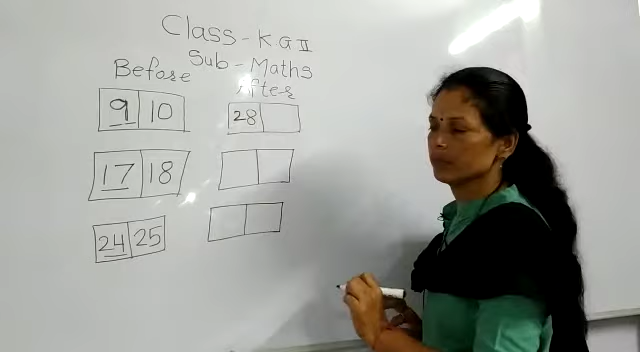 Class - K.G II
Sub - Maths
Before
After
9 10
28
17 18
24 25